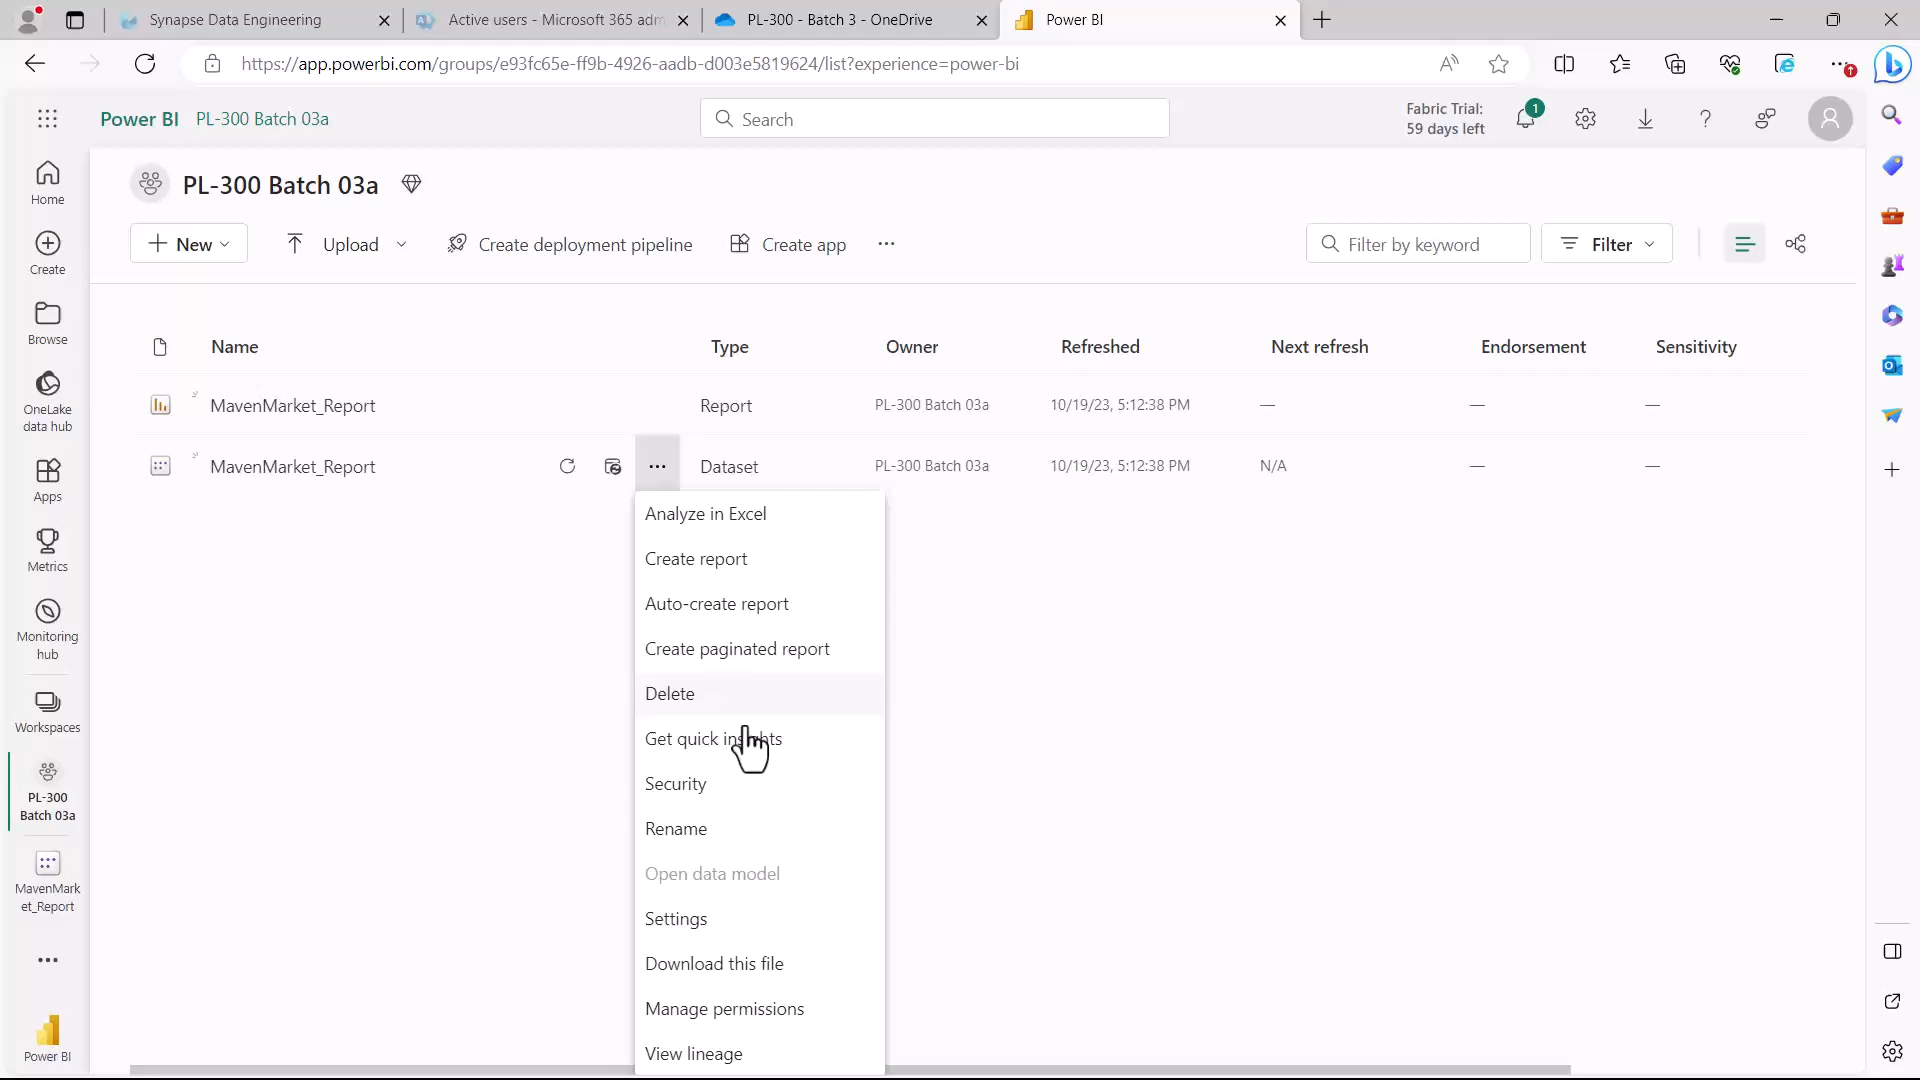 Synapse Data Engineering
Active users - Microsoft 365 adm
PL-300 - Batch 3 - OneDrive
Power BI
https://app.powerbi.com/groups/e93fc65e-ff9b-4926-aadb-d003e5819624/list?experience=power-bi
Power BI PL-300 Batch 03a
Search
Fabric Trial:
59 days left
1
PL-300 Batch 03a
New
Upload
Create deployment pipeline
Create app
Filter by keyword
Filter
Home
Create
Browse
OneLake
data hub
Apps
Metrics
Monitoring
hub
Workspaces
PL-300
Batch 03a
MavenMark
et_Report
Power BI
Name Type Owner Refreshed Next refresh Endorsement Sensitivity
MavenMarket_Report Report PL-300 Batch 03a 10/19/23, 5:12:38 PM — — —
MavenMarket_Report Dataset PL-300 Batch 03a 10/19/23, 5:12:38 PM N/A — —
Analyze in Excel
Create report
Auto-create report
Create paginated report
Delete
Get quick insights
Security
Rename
Open data model
Settings
Download this file
Manage permissions
View lineage